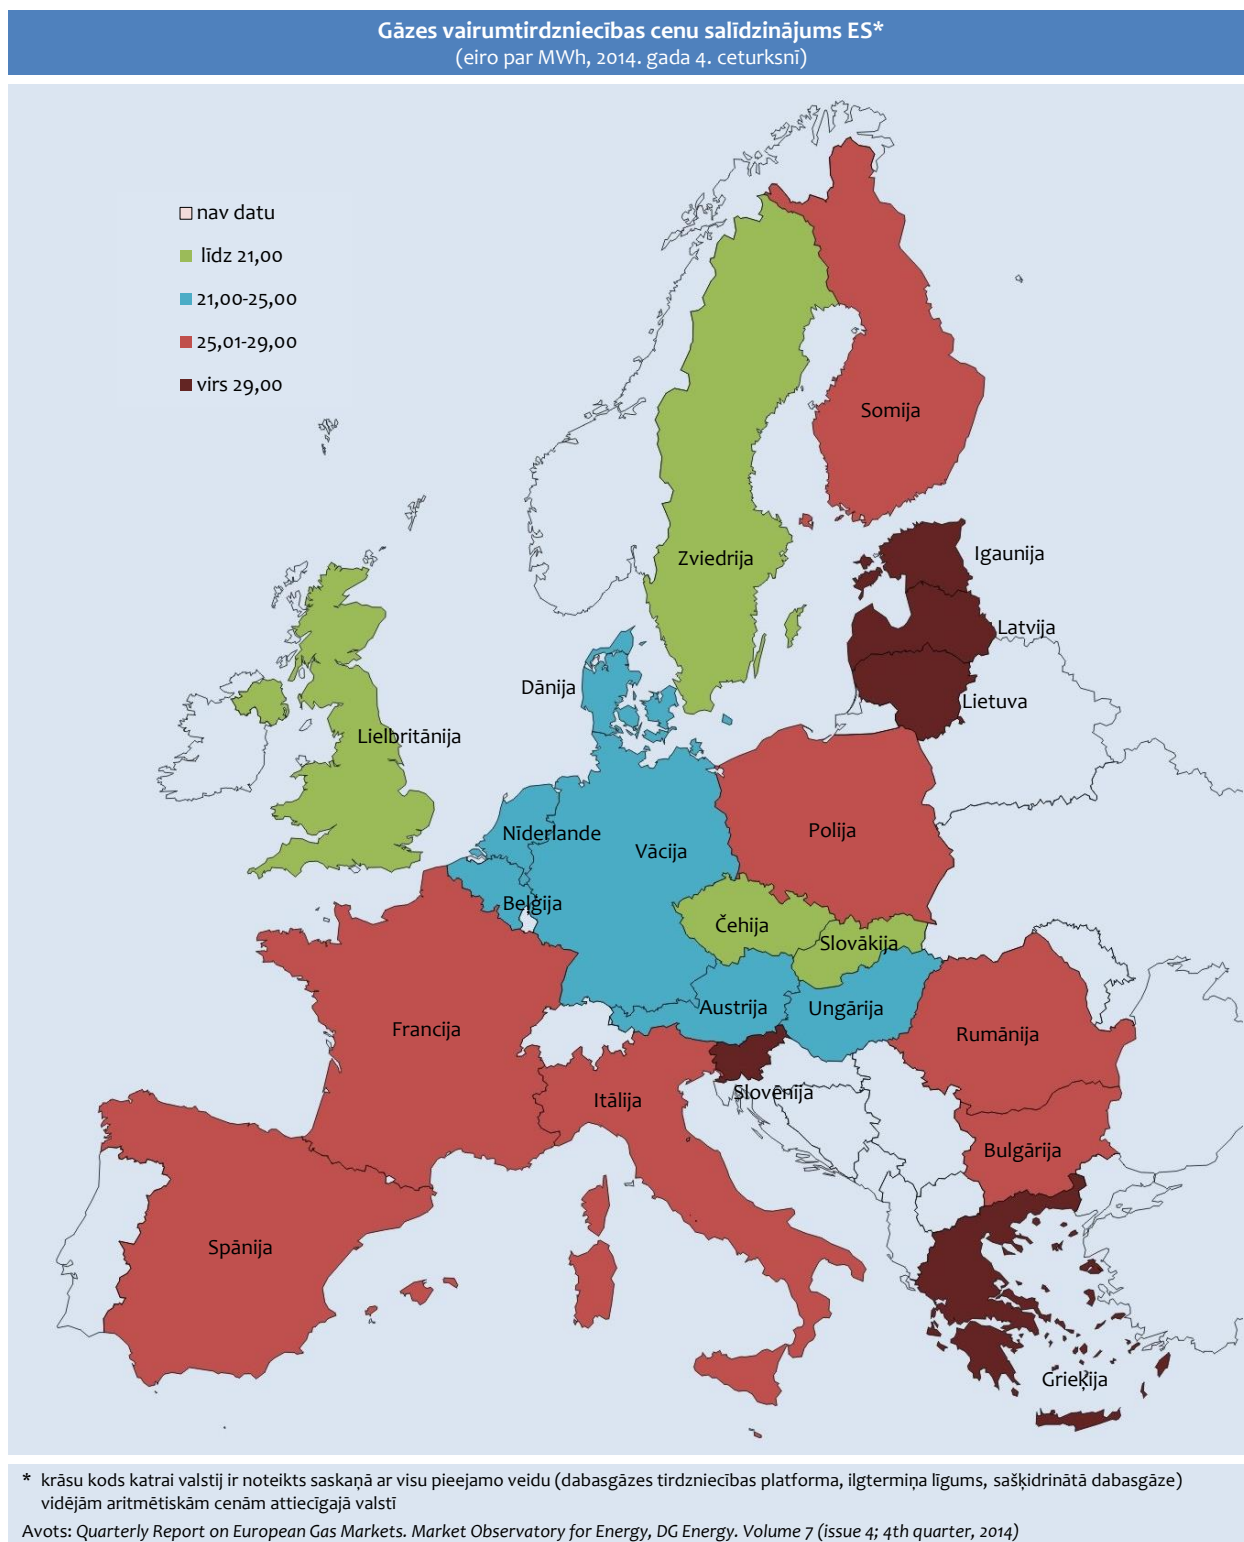 Gāzes vairumtirdzniecības cenu salīdzinājums ES*
(eiro par MWh, 2014. gada 4. ceturksnī)
nav datu
līdz 21,00
21,00-25,00
25,01-29,00
virs 29,00
Somija
Zviedrija
Igaunija
Latvija
Dānija
Lietuva
Lielbritānija
Nīderlande
Polija
Vācija
Beļģija
Čehija
Slovākija
Austrija
Ungārija
Francija
Rumānija
Slovēnija
Itālija
Bulgārija
Spānija
Grieķija
* krāsu kods katrai valstij ir noteikts saskaņā ar visu pieejamo veidu (dabasgāzes tirdzniecības platforma, ilgtermiņa līgums, sašķidrinātā dabasgāze)
vidējām aritmētiskām cenām attiecīgajā valstī
Avots: Quarterly Report on European Gas Markets. Market Observatory for Energy, DG Energy. Volume 7 (issue 4; 4th quarter, 2014)